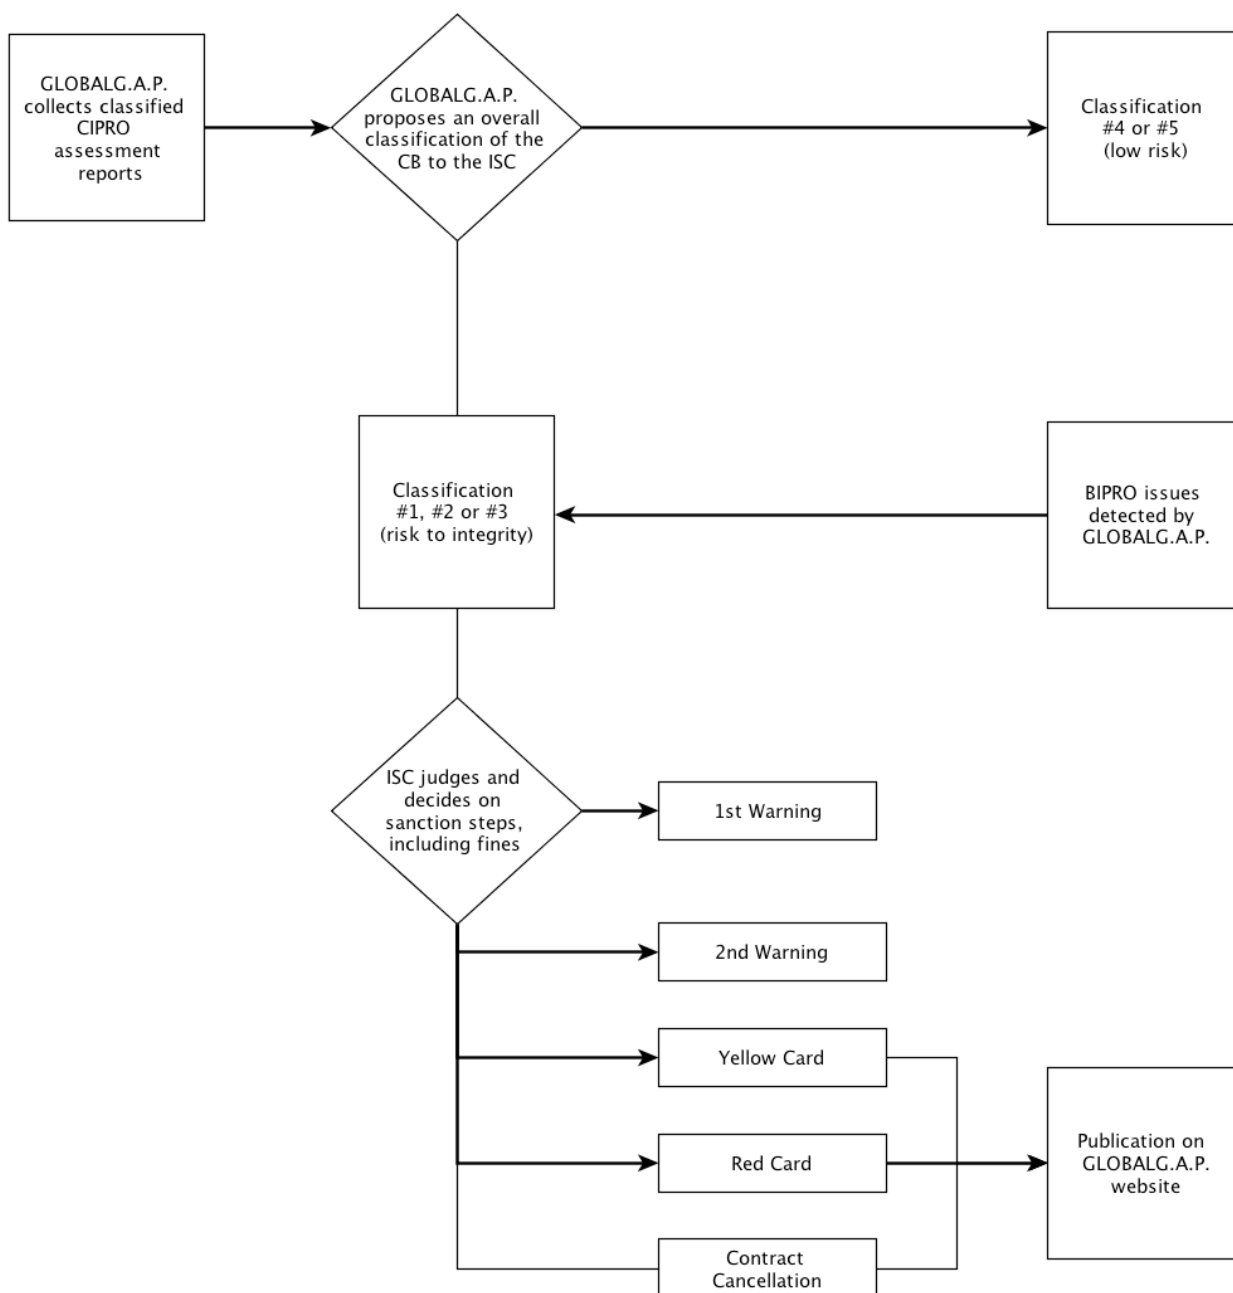 GLOBALG.A.P.
collects classified
CIPRO
assessment
reports
GLOBALG.A.P.
proposes an overall
classification of the
CB to the ISC
Classification
#4 or #5
(low risk)
Classification
#1, #2 or #3
(risk to integrity)
BIPRO issues
detected by
GLOBALG.A.P.
ISC judges and
decides on
sanction steps,
including fines
1st Warning
2nd Warning
Yellow Card
Red Card
Publication on
GLOBALG.A.P.
website
Contract
Cancellation